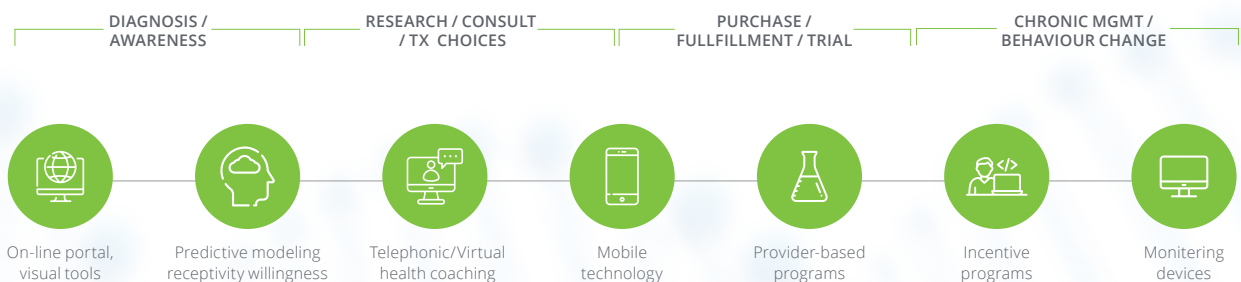 DIAGNOSIS /
AWARENESS
RESEARCH / CONSULT
/ TX CHOICES
PURCHASE /
FULLFILLMENT / TRIAL
CHRONIC MGMT /
BEHAVIOUR CHANGE
</>
On-line portal,
visual tools
Predictive modeling
receptivity willingness
Telephonic/Virtual
health coaching
Mobile
technology
Provider-based
programs
Incentive
programs
Monitering
devices